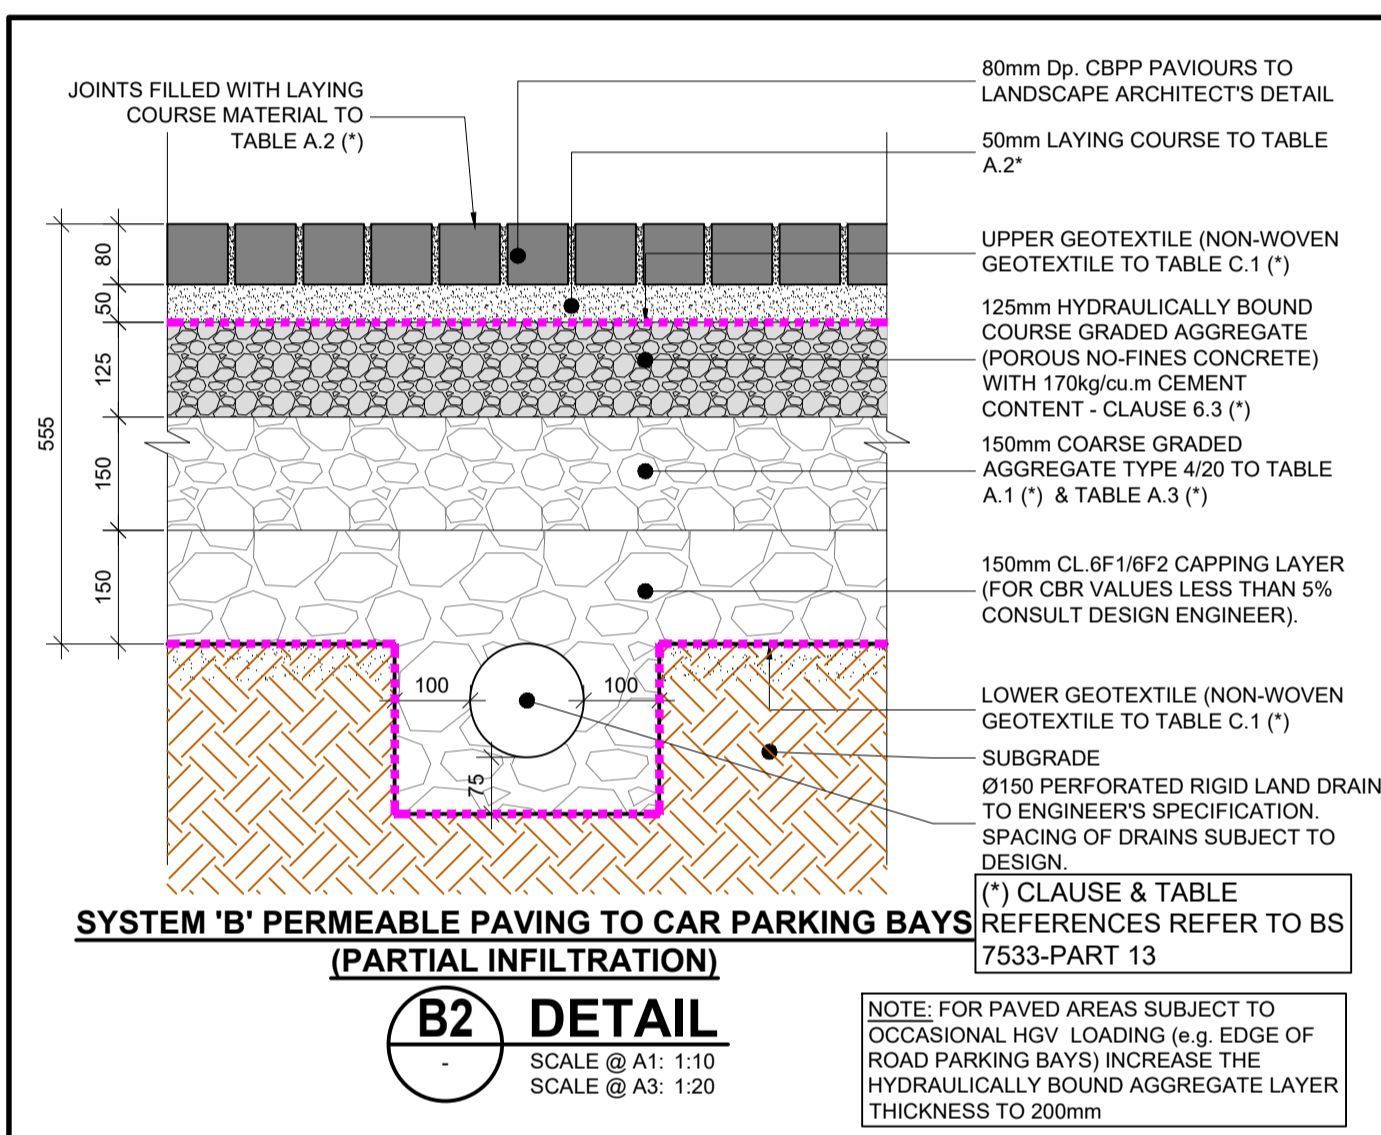 JOINTS FILLED WITH LAYING
COURSE MATERIAL TO
TABLE A.2 (*)
80mm Dp. CBPP PAVIOURS TO
LANDSCAPE ARCHITECT'S DETAIL
50mm LAYING COURSE TO TABLE
A.2*
UPPER GEOTEXTILE (NON-WOVEN
GEOTEXTILE TO TABLE C.1 (*)
125mm HYDRAULICALLY BOUND
COURSE GRADED AGGREGATE
(POROUS NO-FINES CONCRETE)
WITH 170kg/cu.m CEMENT
CONTENT - CLAUSE 6.3 (*)
150mm COARSE GRADED
AGGREGATE TYPE 4/20 TO TABLE
A.1 (*) & TABLE A.3 (*)
150mm CL.6F1/6F2 CAPPING LAYER
(FOR CBR VALUES LESS THAN 5%
CONSULT DESIGN ENGINEER).
LOWER GEOTEXTILE (NON-WOVEN
GEOTEXTILE TO TABLE C.1 (*)
SUBGRADE
Ø150 PERFORATED RIGID LAND DRAIN
TO ENGINEER'S SPECIFICATION.
SPACING OF DRAINS SUBJECT TO
DESIGN.
555
80
50
125
150
150
100
100
75
(*) CLAUSE & TABLE
REFERENCES REFER TO BS
7533-PART 13
SYSTEM 'B' PERMEABLE PAVING TO CAR PARKING BAYS
(PARTIAL INFILTRATION)
B2
-
DETAIL
SCALE @ A1: 1:10
SCALE @ A3: 1:20
NOTE: FOR PAVED AREAS SUBJECT TO
OCCASIONAL HGV LOADING (e.g. EDGE OF
ROAD PARKING BAYS) INCREASE THE
HYDRAULICALLY BOUND AGGREGATE LAYER
THICKNESS TO 200mm